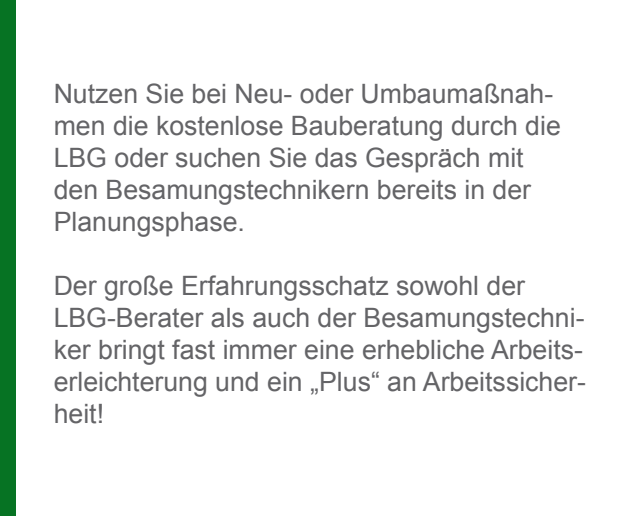 Nutzen Sie bei Neu- oder Umbaumaßnah-
men die kostenlose Bauberatung durch die
LBG oder suchen Sie das Gespräch mit
den Besamungstechnikern bereits in der
Planungsphase.

Der große Erfahrungsschatz sowohl der
LBG-Berater als auch der Besamungstechni-
ker bringt fast immer eine erhebliche Arbeits-
erleichterung und ein „Plus“ an Arbeitssicher-
heit!